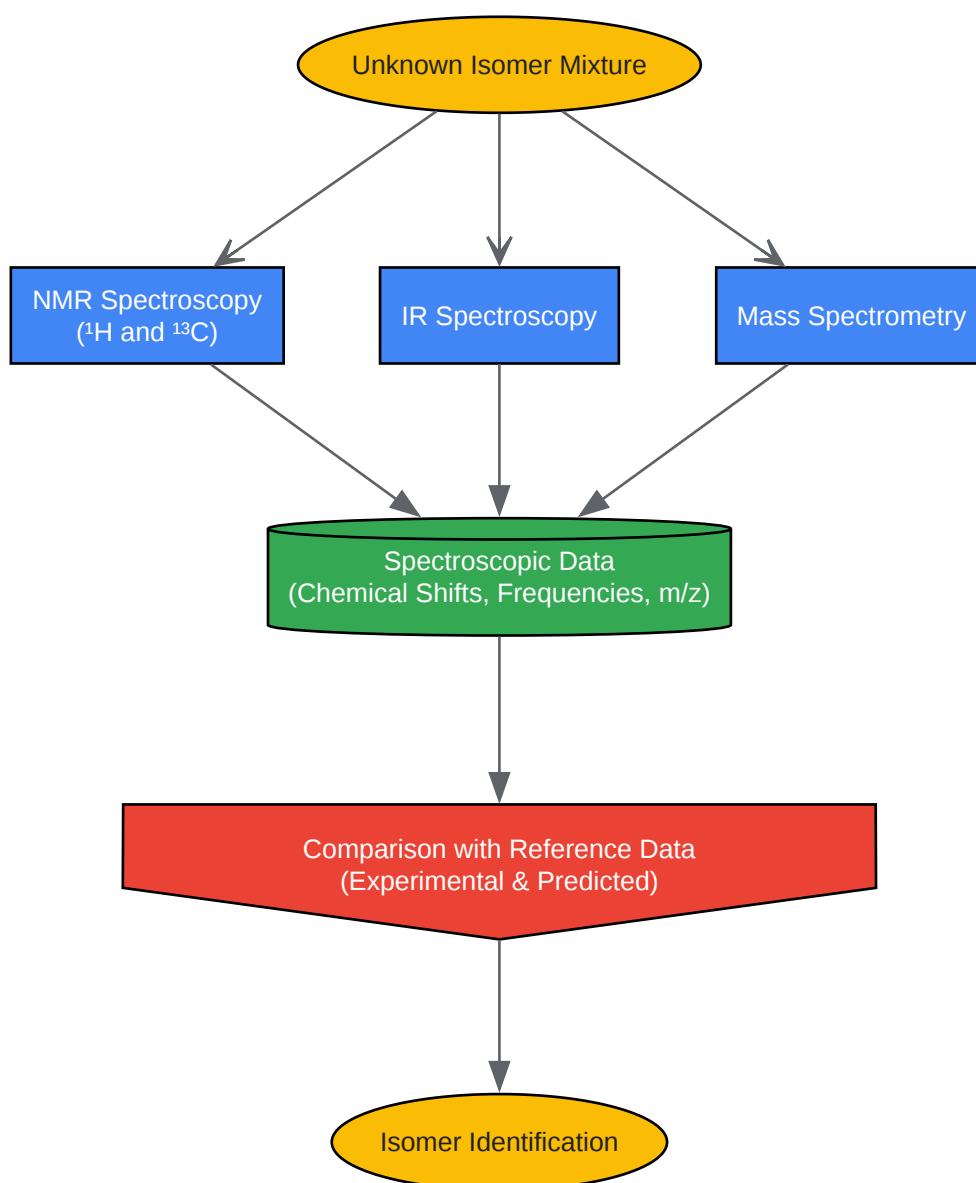 Unknown Isomer Mixture
NMR Spectroscopy
(¹H and ¹³C)
IR Spectroscopy
Mass Spectrometry
Spectroscopic Data
(Chemical Shifts, Frequencies, m/z)
Comparison with Reference Data
(Experimental & Predicted)
Isomer Identification